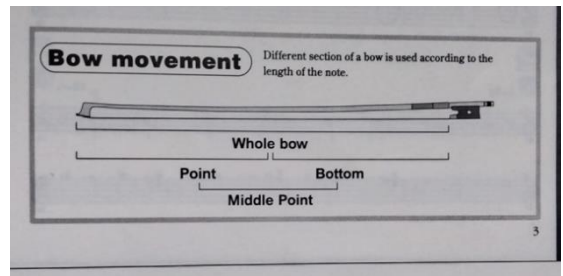 Bow movement
Different section of a bow is used according to the
length of the note.
Whole bow
Point Bottom
Middle Point
3